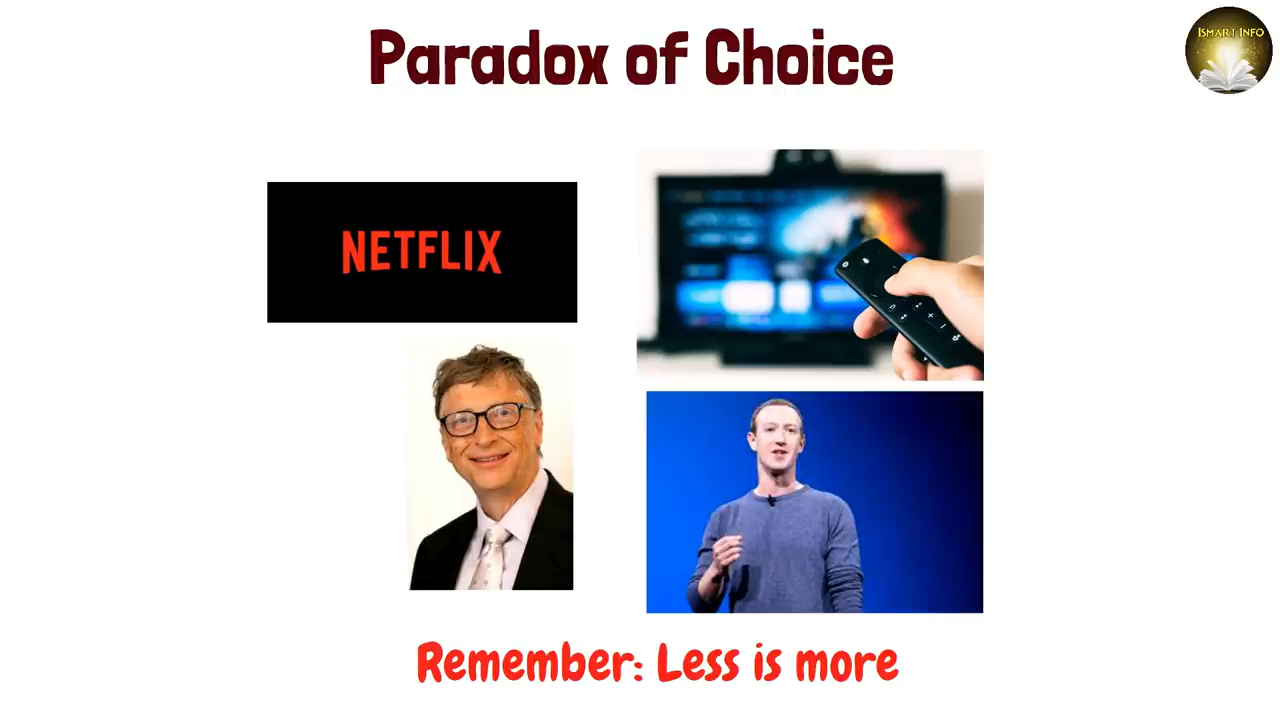 Paradox of Choice
ISMART INFO
NETFLIX
Remember: Less is more